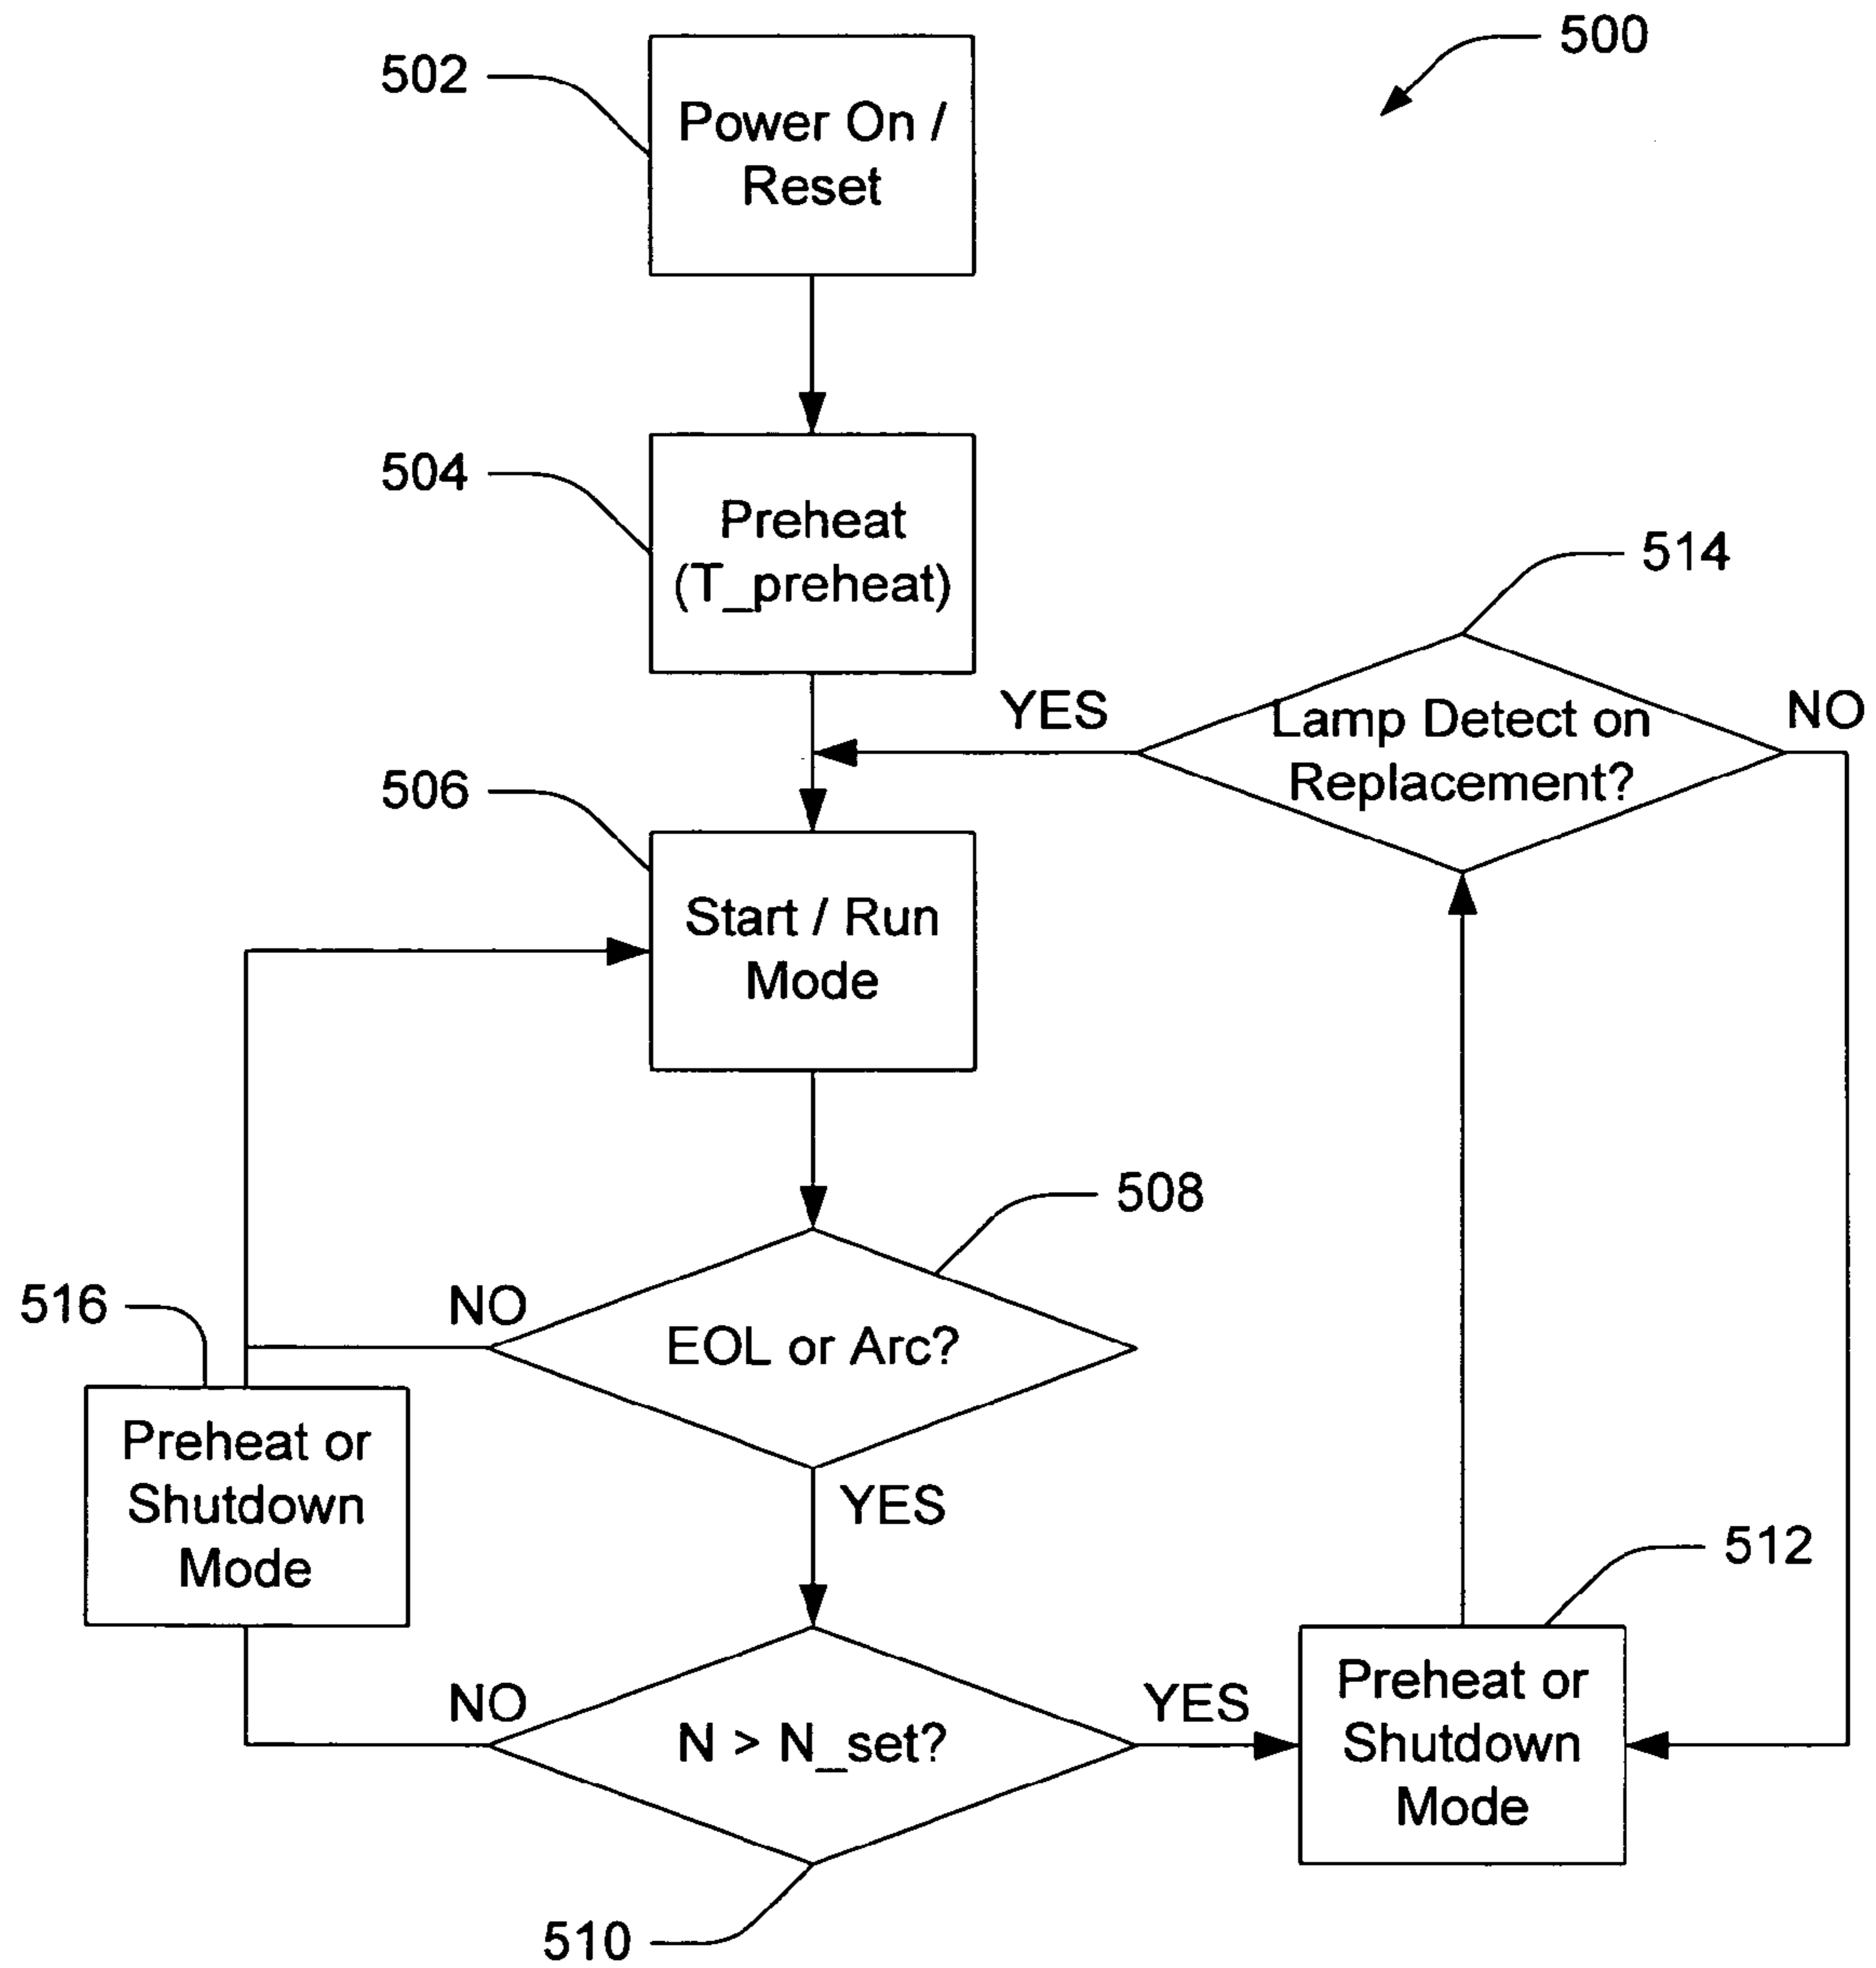 500
502
Power On /
Reset
504
Preheat
(T_preheat)
514
YES
Lamp Detect on
Replacement?
NO
506
Start / Run
Mode
508
516
NO
EOL or Arc?
Preheat or
Shutdown
Mode
YES
512
NO
N > N_set?
YES
Preheat or
Shutdown
Mode
510